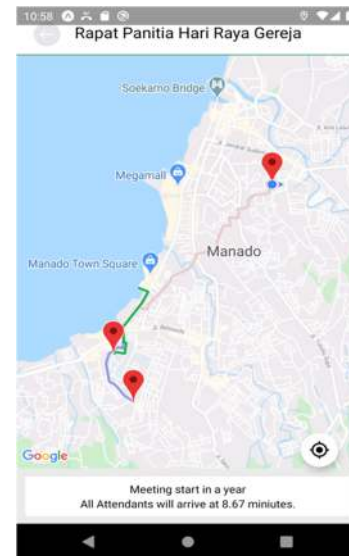 10:58
Rapat Panitia Hari Raya Gereja
Soekarno Bridge
Megamall
Manado Town Square
Manado
Google
Meeting start in a year
All Attendants will arrive at 8.67 miniutes.